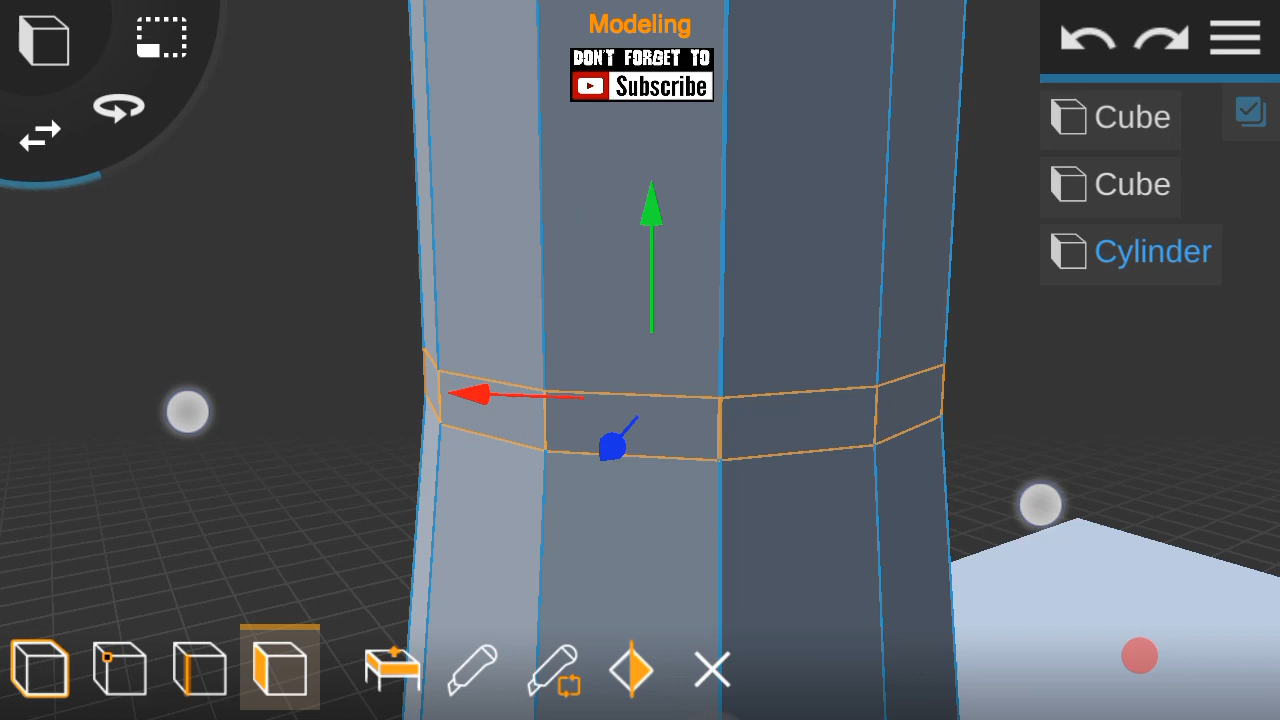 Modeling
DON'T FORGET TO
Subscribe
Cube
Cube
Cylinder